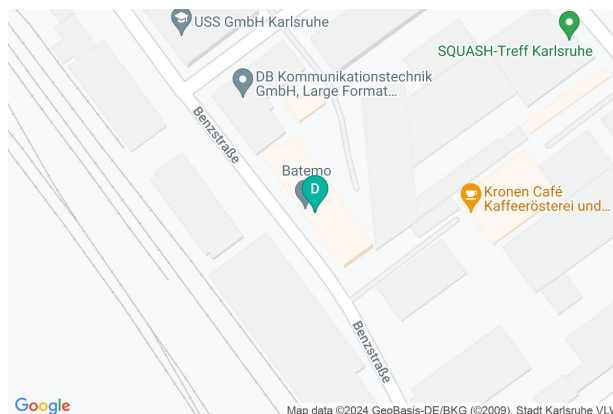 USS GmbH Karlsruhe
SQUASH-Treff Karlsruhe
DB Kommunikationstechnik
GmbH, Large Format...
Benzstraße
Batemo
D
Kronen Café
Kaffeerösterei und...
Benzstraße
Google
Map data ©2024 GeoBasis-DE/BKG (©2009), Stadt Karlsruhe VLW